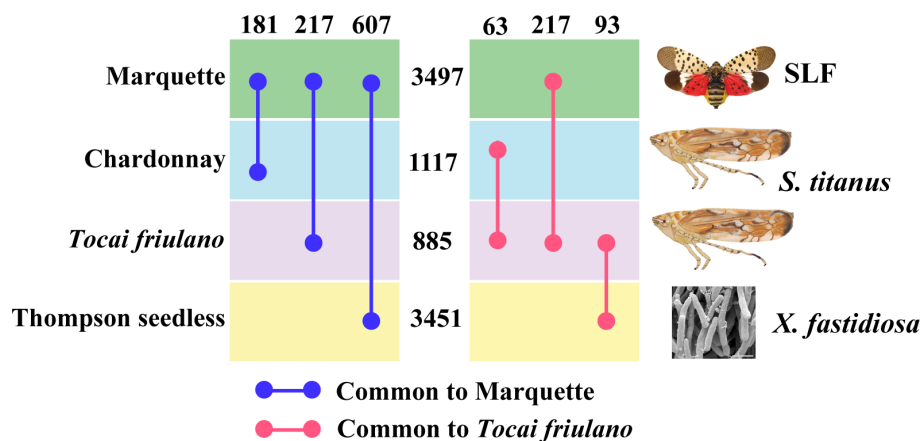 181 217 607 63 217 93
Marquette 3497 SLF
Chardonnay 1117 S. titanus
Tocai friulano 885
Thompson seedless 3451 X. fastidiosa
Common to Marquette
Common to Tocai friulano